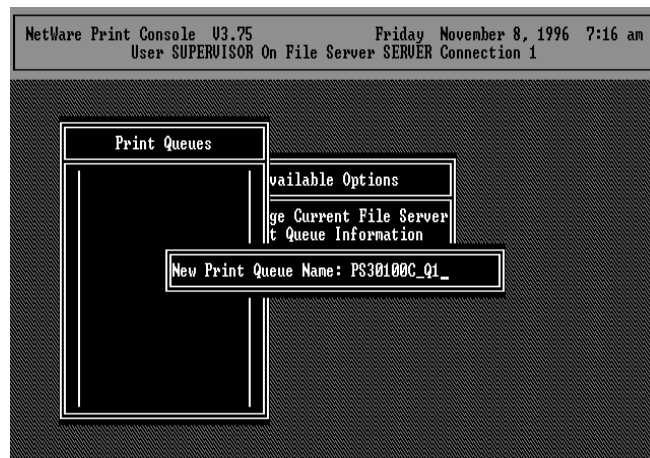 NetWare Print Console V3.75 Friday November 8, 1996 7:16 am
User SUPERVISOR On File Server SERVER Connection 1
Print Queues
vailable Options
ge Current File Server
t Queue Information
New Print Queue Name: PS30100C_Q1_